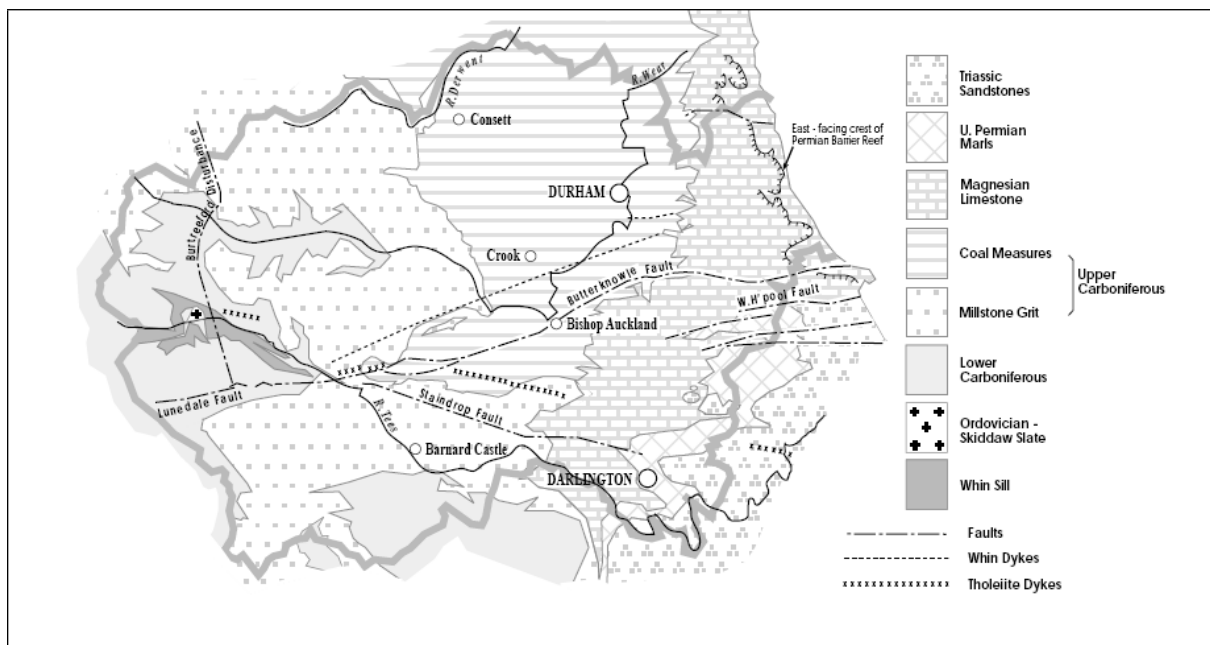 R. Derwent
Consett
R. Wear
East - facing crest of
Permian Barrier Reef
Burtreeford Disturbance
DURHAM
Crook
Butterknowle Fault
W.H'pool Fault
Bishop Auckland
Lunedale Fault
Staindrop Fault
R. Tees
Barnard Castle
DARLINGTON
Triassic
Sandstones
U. Permian
Marls
Magnesian
Limestone
Coal Measures
Upper
Carboniferous
Millstone Grit
Lower
Carboniferous
Ordovician -
Skiddaw Slate
Whin Sill
Faults
Whin Dykes
Tholeiite Dykes